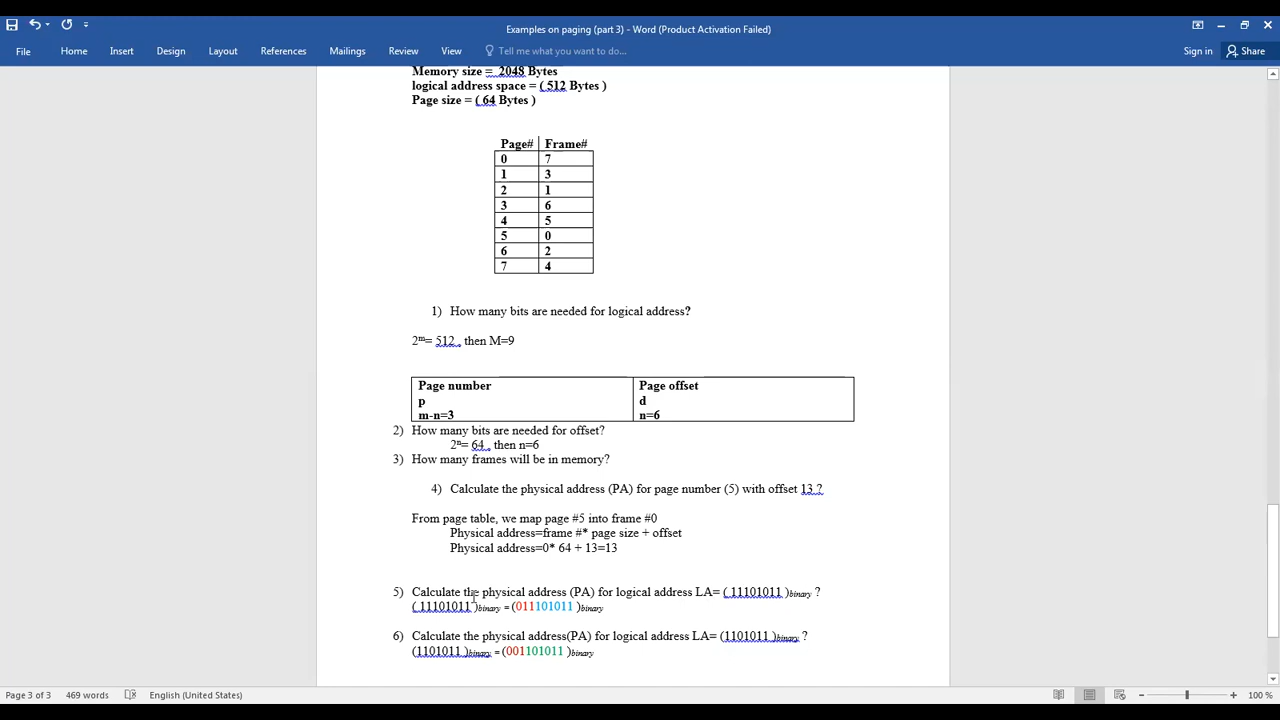 Examples on paging (part 3) - Word (Product Activation Failed)
File Home Insert Design Layout References Mailings Review View Tell me what you want to do... Sign in Share
Memory size = 2048 Bytes
logical address space = ( 512 Bytes )
Page size = ( 64 Bytes )
Page# Frame#
0 7
1 3
2 1
3 6
4 5
5 0
6 2
7 4
1) How many bits are needed for logical address?
2ᵐ= 512 , then M=9
Page number Page offset
p d
m-n=3 n=6
2) How many bits are needed for offset?
2ⁿ= 64 , then n=6
3) How many frames will be in memory?
4) Calculate the physical address (PA) for page number (5) with offset 13 ?
From page table, we map page #5 into frame #0
Physical address=frame #* page size + offset
Physical address=0* 64 + 13=13
5) Calculate the physical address (PA) for logical address LA= ( 11101011 )binary ?
( 11101011 )binary = (011101011 )binary
6) Calculate the physical address(PA) for logical address LA= (1101011 )binary ?
(1101011 )binary = (001101011 )binary
Page 3 of 3 469 words English (United States) 100 %